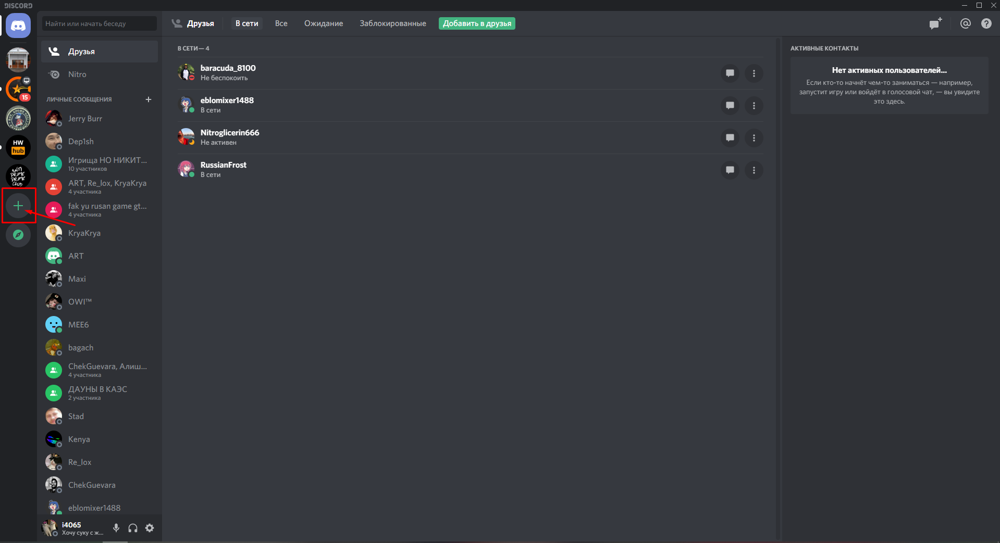 DISCORD
Найти или начать беседу
Друзья
В сети
Все
Ожидание
Заблокированные
Добавить в друзья
Друзья
Nitro
ЛИЧНЫЕ СООБЩЕНИЯ
Jerry Burr
Dep1sh
Игрища НО НИКИТ...
10 участников
ART, Re_lox, KryaKrya
4 участника
fak yu rusan game gt...
4 участника
KryaKrya
ART
Maxi
OWI™
MEE6
bagach
ChekGuevara, Алиш...
4 участника
ДАУНЫ В КАЭС
2 участника
Stad
Kenya
Re_lox
ChekGuevara
eblomixer1488
i4065
Хочу суку с ж...
15
HW
hub
ANTI
PRIME
PRIME
CLUB
В СЕТИ — 4
baracuda_8100
Не беспокоить
eblomixer1488
В сети
Nitroglicerin666
Не активен
RussianFrost
В сети
АКТИВНЫЕ КОНТАКТЫ
Нет активных пользователей...
Если кто-то начнёт чем-то заниматься — например,
запустит игру или войдёт в голосовой чат, — вы увидите
это здесь.